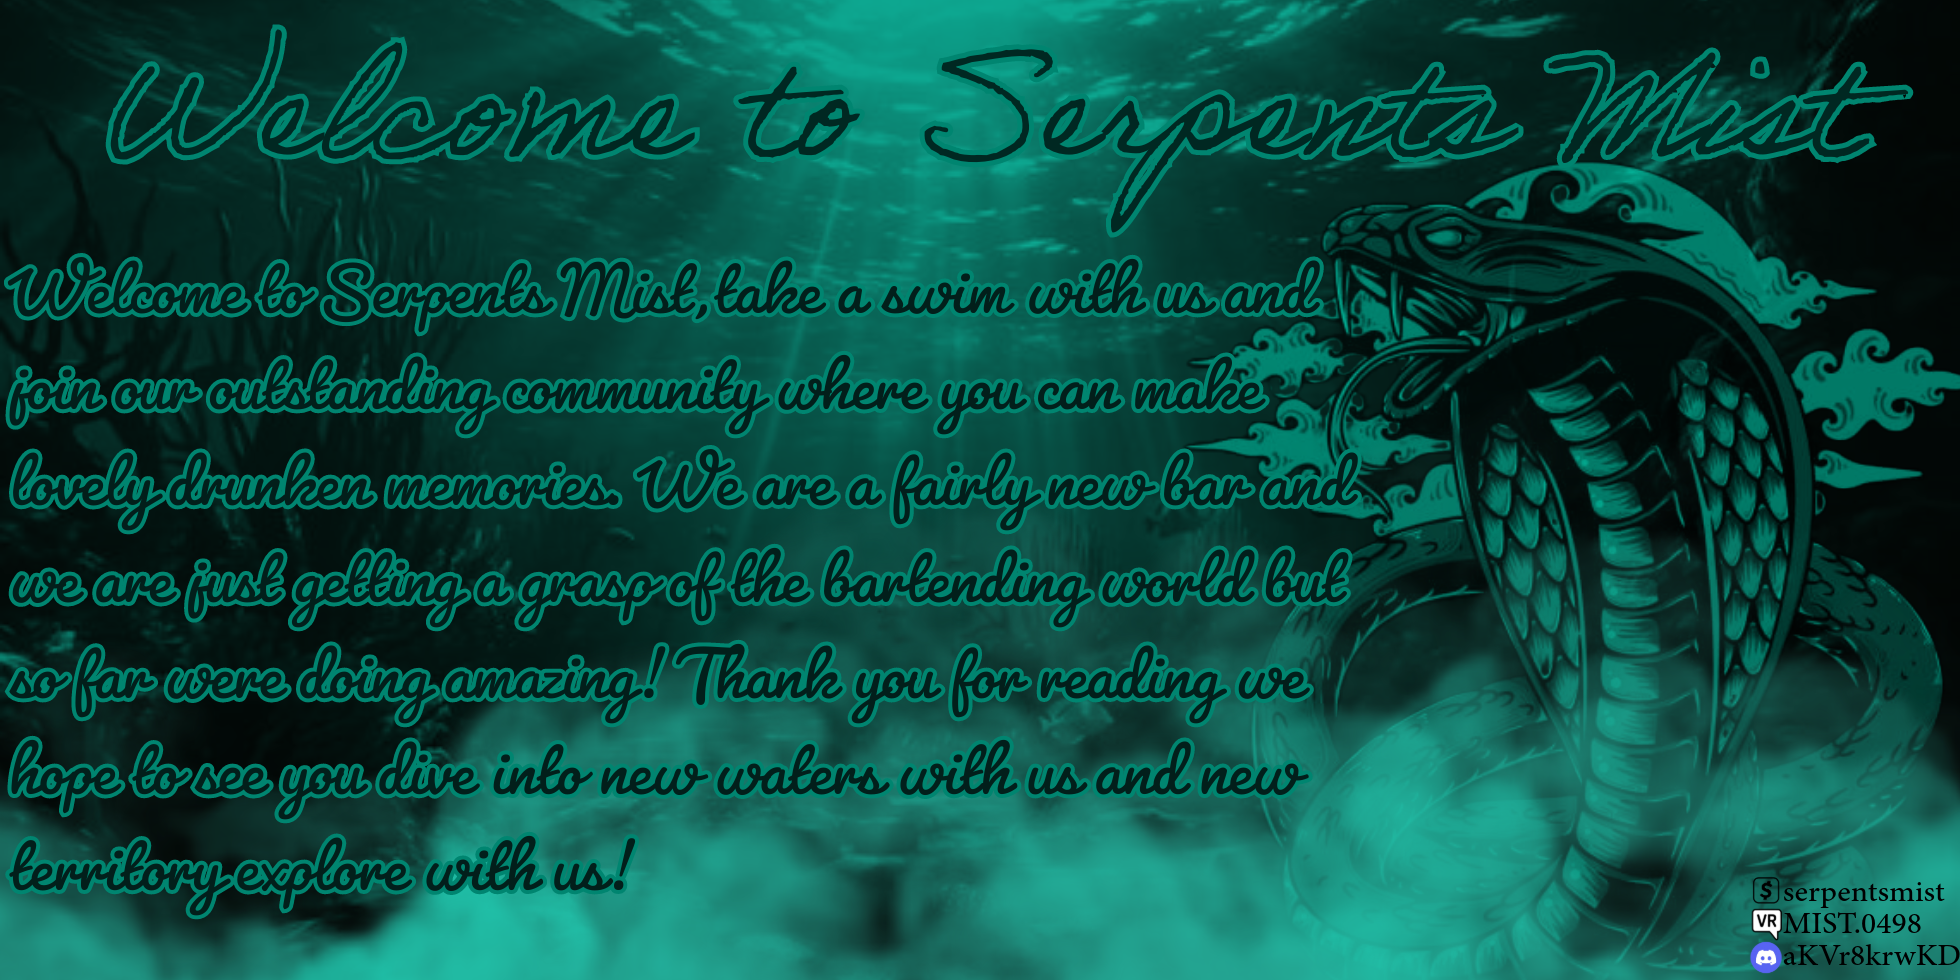 Welcome to Serpents Mist
Welcome to Serpents Mist, take a swim with us and
join our outstanding community where you can make
lovely drunken memories. We are a fairly new bar and
we are just getting a grasp of the bartending world but
so far were doing amazing! Thank you for reading we
hope to see you dive into new waters with us and new
territory explore with us!
$ serpentsmist
VR MIST.0498
aKVr8krwKD